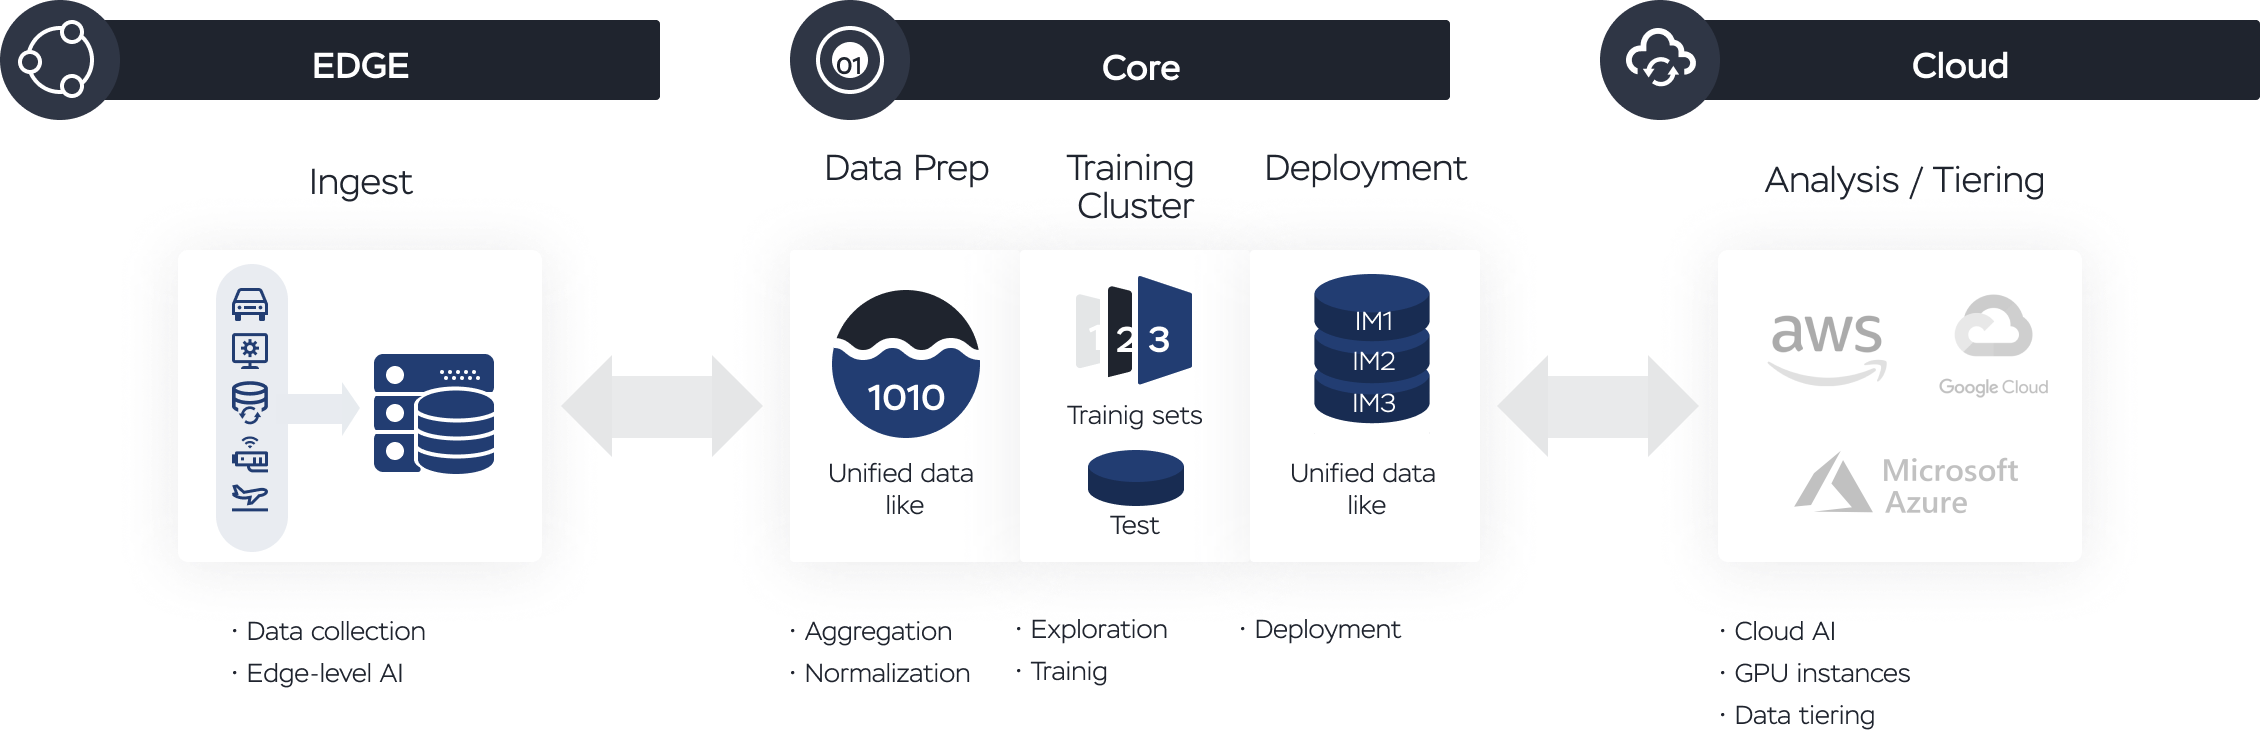 EDGE
Ingest
· Data collection
· Edge-level AI
01
Core
Data Prep
1010
Unified data
like
· Aggregation
· Normalization
Training
Cluster
1
2
3
Trainig sets
Test
· Exploration
· Trainig
Deployment
IM1
IM2
IM3
Unified data
like
· Deployment
Cloud
Analysis / Tiering
aws
Google Cloud
Microsoft
Azure
· Cloud AI
· GPU instances
· Data tiering